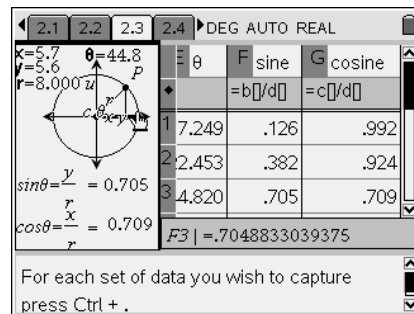 2.1 2.2 2.3 2.4 DEG AUTO REAL
x=5.7 θ=44.8
y=5.6
r=8.000 u
P
r
c θ x y
sinθ= y/r = 0.705
cosθ= x/r = 0.709
E θ F sine G cosine
◆ =b[]/d[] =c[]/d[]
1 7.249 .126 .992
2 2.453 .382 .924
3 4.820 .705 .709
F3 =.7048833039375
For each set of data you wish to capture
press Ctrl + .